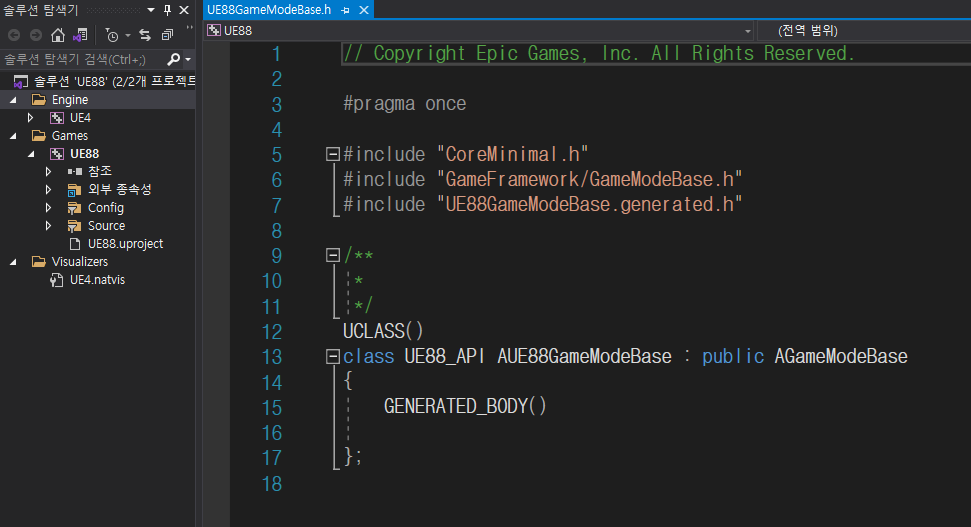 솔루션 탐색기
솔루션 탐색기 검색(Ctrl+;)
솔루션 'UE88' (2/2개 프로젝트
Engine
UE4
Games
UE88
참조
외부 종속성
Config
Source
UE88.uproject
Visualizers
UE4.natvis
UE88GameModeBase.h
UE88
(전역 범위)
1 // Copyright Epic Games, Inc. All Rights Reserved.
2
3 #pragma once
4
5 #include "CoreMinimal.h"
6 #include "GameFramework/GameModeBase.h"
7 #include "UE88GameModeBase.generated.h"
8
9 /**
10 *
11 */
12 UCLASS()
13 class UE88_API AUE88GameModeBase : public AGameModeBase
14 {
15 GENERATED_BODY()
16
17 };
18